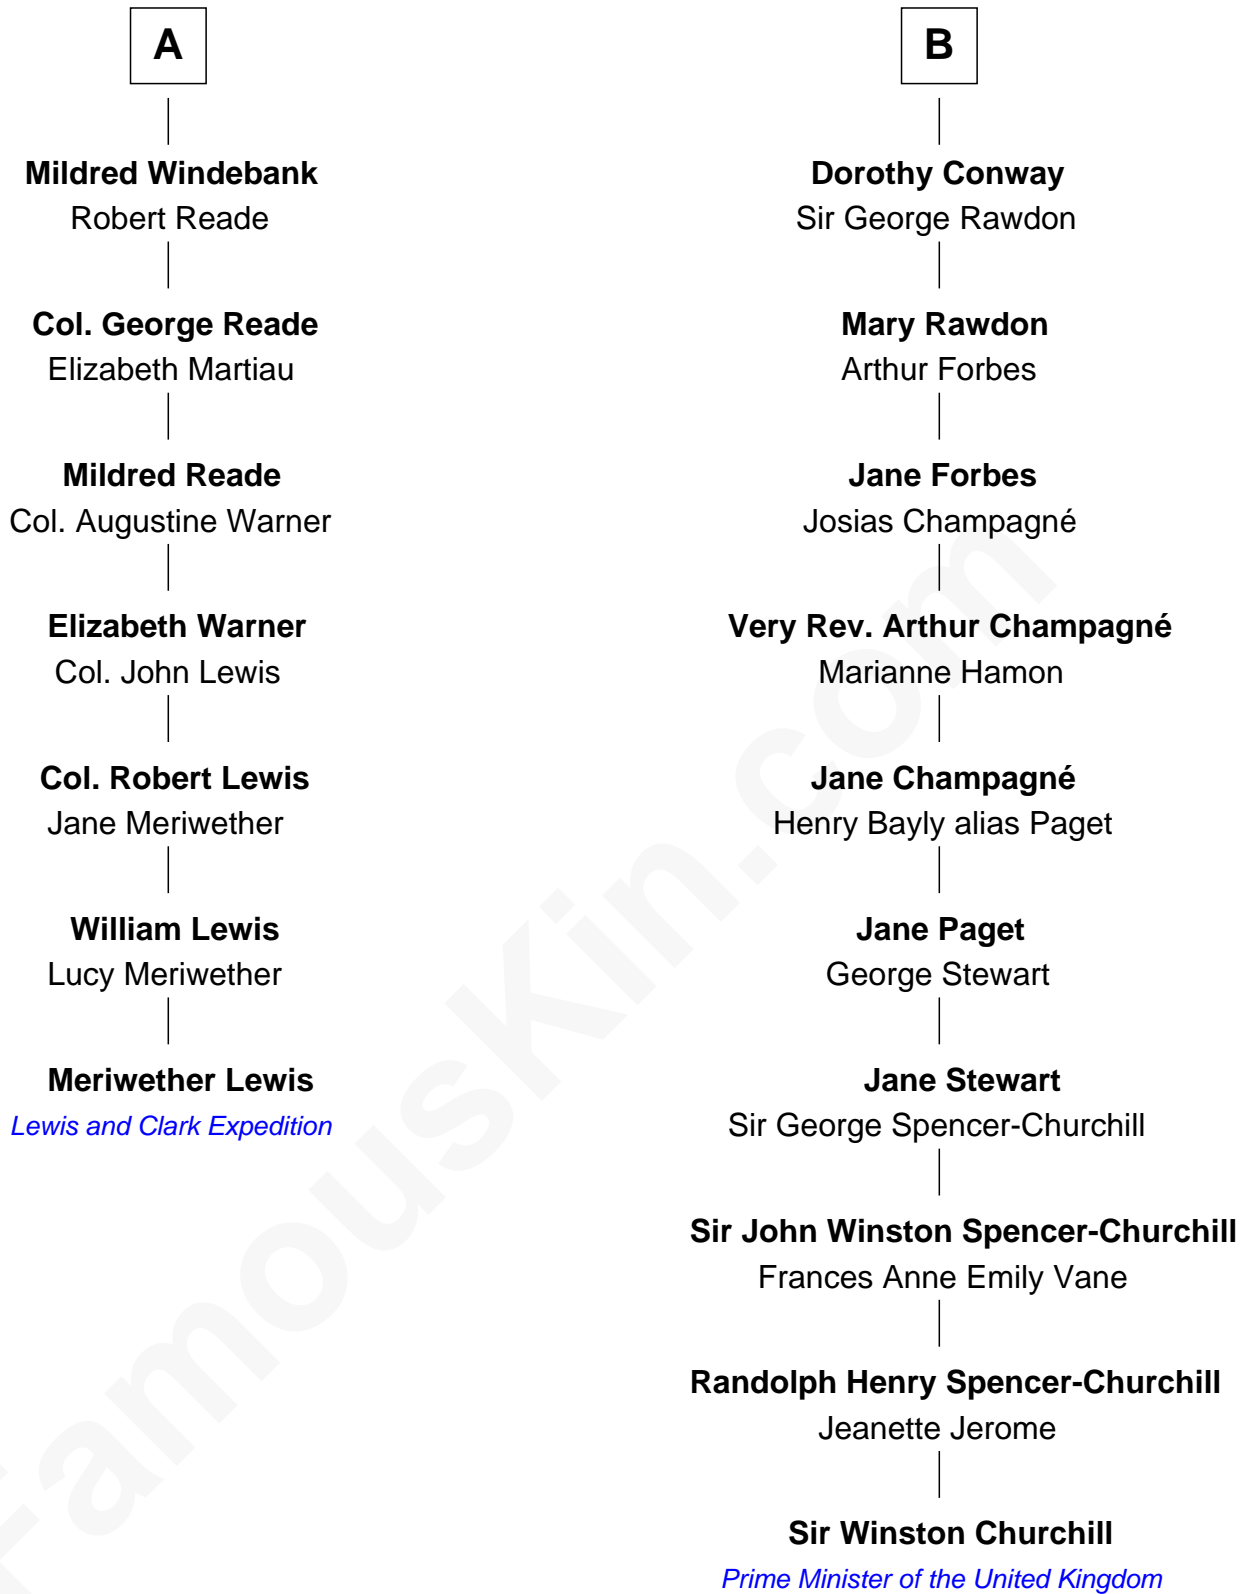 A
Mildred Windebank
Robert Reade
Col. George Reade
Elizabeth Martiau
Mildred Reade
Col. Augustine Warner
Elizabeth Warner
Col. John Lewis
Col. Robert Lewis
Jane Meriwether
William Lewis
Lucy Meriwether
Meriwether Lewis
Lewis and Clark Expedition
B
Dorothy Conway
Sir George Rawdon
Mary Rawdon
Arthur Forbes
Jane Forbes
Josias Champagné
Very Rev. Arthur Champagné
Marianne Hamon
Jane Champagné
Henry Bayly alias Paget
Jane Paget
George Stewart
Jane Stewart
Sir George Spencer-Churchill
Sir John Winston Spencer-Churchill
Frances Anne Emily Vane
Randolph Henry Spencer-Churchill
Jeanette Jerome
Sir Winston Churchill
Prime Minister of the United Kingdom
FamousKin.com